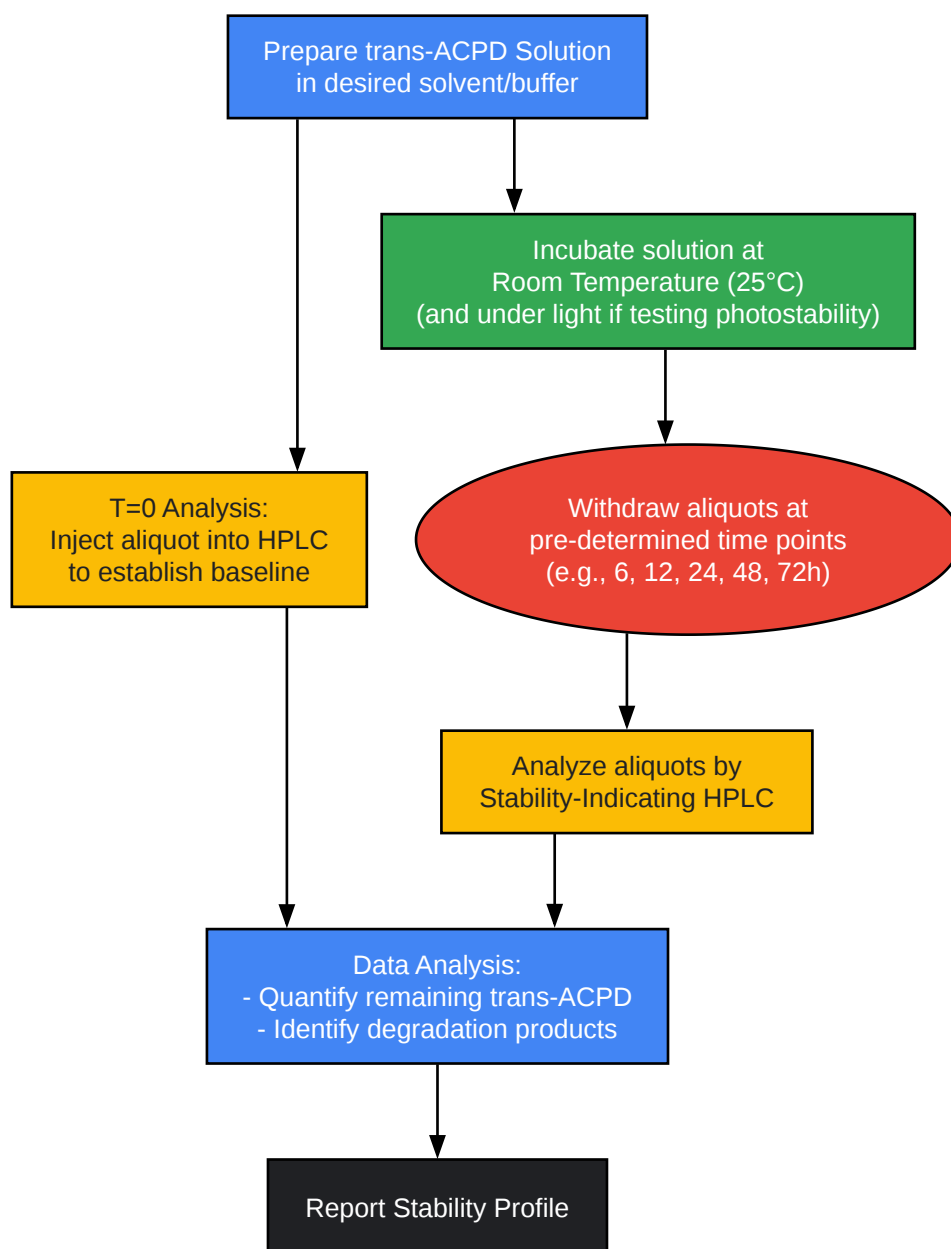 Prepare trans-ACPD Solution
in desired solvent/buffer
Incubate solution at
Room Temperature (25°C)
(and under light if testing photostability)
T=0 Analysis:
Inject aliquot into HPLC
to establish baseline
Withdraw aliquots at
pre-determined time points
(e.g., 6, 12, 24, 48, 72h)
Analyze aliquots by
Stability-Indicating HPLC
Data Analysis:
- Quantify remaining trans-ACPD
- Identify degradation products
Report Stability Profile